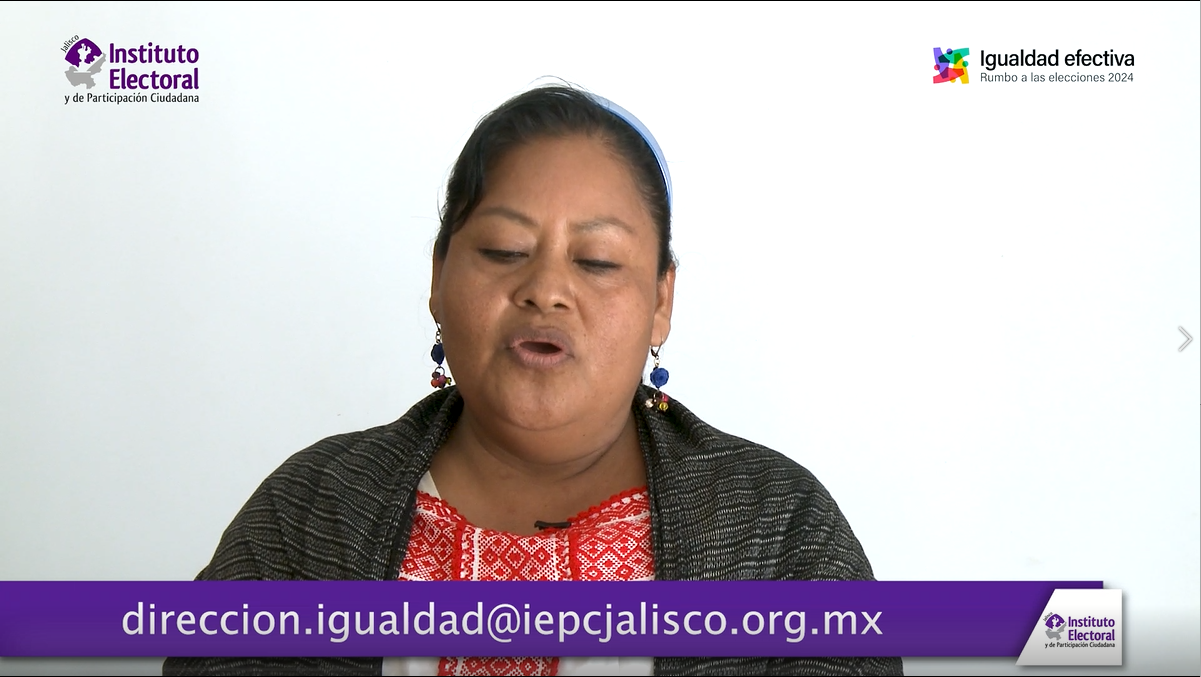 Jalisco
Instituto
Electoral
y de Participación Ciudadana
Igualdad efectiva
Rumbo a las elecciones 2024
direccion.igualdad@iepcjalisco.org.mx
Instituto
Electoral
y de Participación Ciudadana